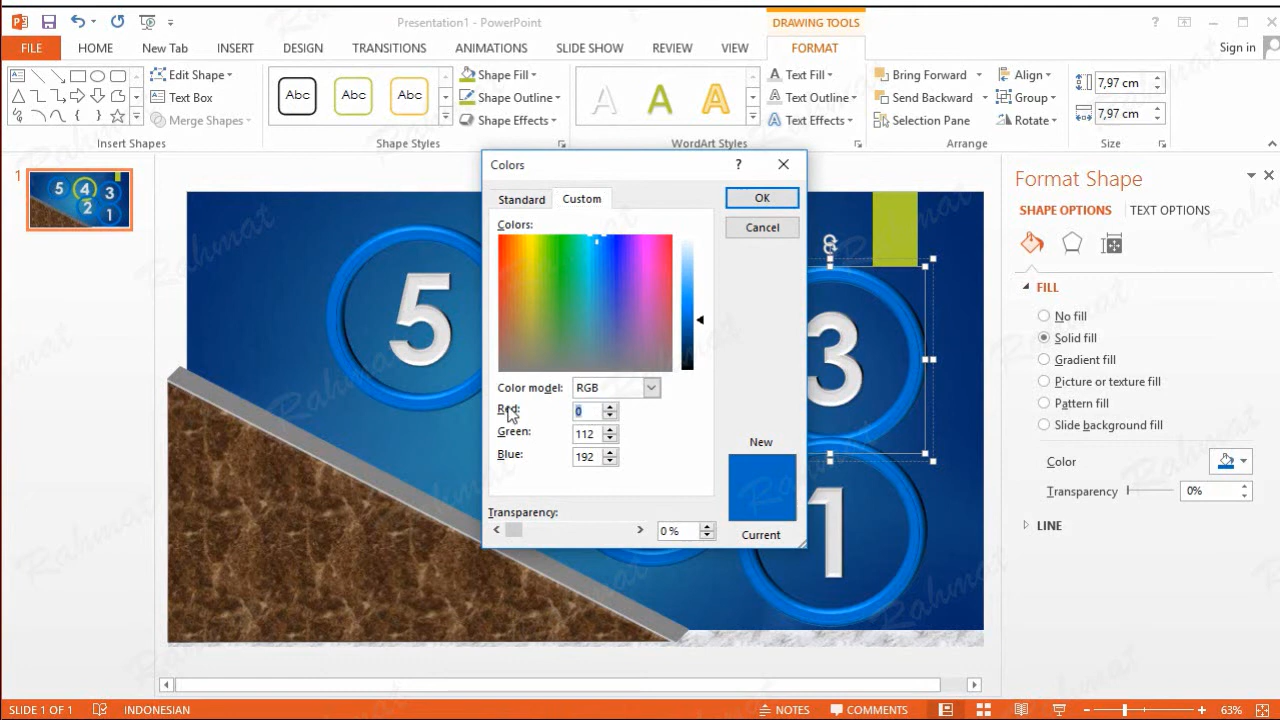 Presentation1 - PowerPoint
DRAWING TOOLS
?
FILE
HOME
New Tab
INSERT
DESIGN
TRANSITIONS
ANIMATIONS
SLIDE SHOW
REVIEW
VIEW
FORMAT
Sign in
Edit Shape
Text Box
Merge Shapes
Insert Shapes
Abc
Abc
Abc
Shape Fill
Shape Outline
Shape Effects
Shape Styles
A
A
A
Text Fill
Text Outline
Text Effects
WordArt Styles
Bring Forward
Send Backward
Selection Pane
Align
Group
Rotate
Arrange
7,97 cm
7,97 cm
Size
1
5
4
3
2
1
5
3
1
Colors
?
Standard
Custom
OK
Cancel
Colors:
Color model:
RGB
Red:
0
Green:
112
Blue:
192
Transparency:
0 %
New
Current
Format Shape
SHAPE OPTIONS
TEXT OPTIONS
FILL
No fill
Solid fill
Gradient fill
Picture or texture fill
Pattern fill
Slide background fill
Color
Transparency
0%
LINE
SLIDE 1 OF 1
INDONESIAN
NOTES
COMMENTS
63%
Rahmat